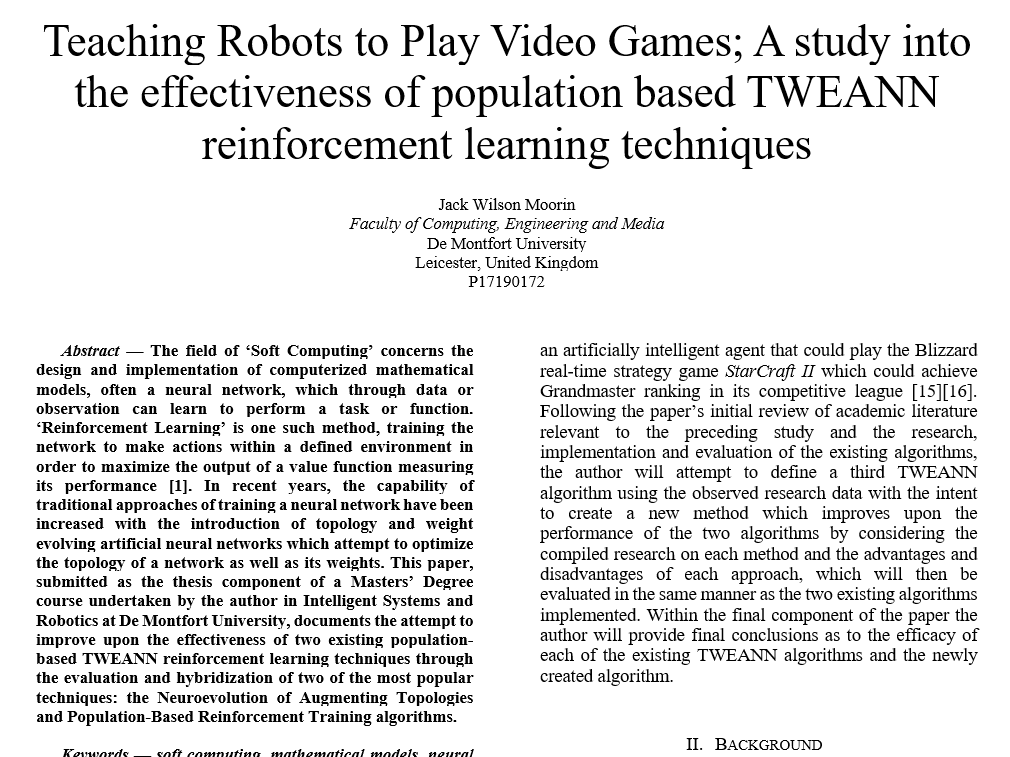 Teaching Robots to Play Video Games; A study into
the effectiveness of population based TWEANN
reinforcement learning techniques
Jack Wilson Moorin
Faculty of Computing, Engineering and Media
De Montfort University
Leicester, United Kingdom
P17190172
Abstract — The field of ‘Soft Computing’ concerns the
design and implementation of computerized mathematical
models, often a neural network, which through data or
observation can learn to perform a task or function.
‘Reinforcement Learning’ is one such method, training the
network to make actions within a defined environment in
order to maximize the output of a value function measuring
its performance [1]. In recent years, the capability of
traditional approaches of training a neural network have been
increased with the introduction of topology and weight
evolving artificial neural networks which attempt to optimize
the topology of a network as well as its weights. This paper,
submitted as the thesis component of a Masters’ Degree
course undertaken by the author in Intelligent Systems and
Robotics at De Montfort University, documents the attempt to
improve upon the effectiveness of two existing population-
based TWEANN reinforcement learning techniques through
the evaluation and hybridization of two of the most popular
techniques: the Neuroevolution of Augmenting Topologies
and Population-Based Reinforcement Training algorithms.
Keywords — soft computing, mathematical models, neural
an artificially intelligent agent that could play the Blizzard
real-time strategy game StarCraft II which could achieve
Grandmaster ranking in its competitive league [15][16].
Following the paper’s initial review of academic literature
relevant to the preceding study and the research,
implementation and evaluation of the existing algorithms,
the author will attempt to define a third TWEANN
algorithm using the observed research data with the intent
to create a new method which improves upon the
performance of the two algorithms by considering the
compiled research on each method and the advantages and
disadvantages of each approach, which will then be
evaluated in the same manner as the two existing algorithms
implemented. Within the final component of the paper the
author will provide final conclusions as to the efficacy of
each of the existing TWEANN algorithms and the newly
created algorithm.
II. BACKGROUND